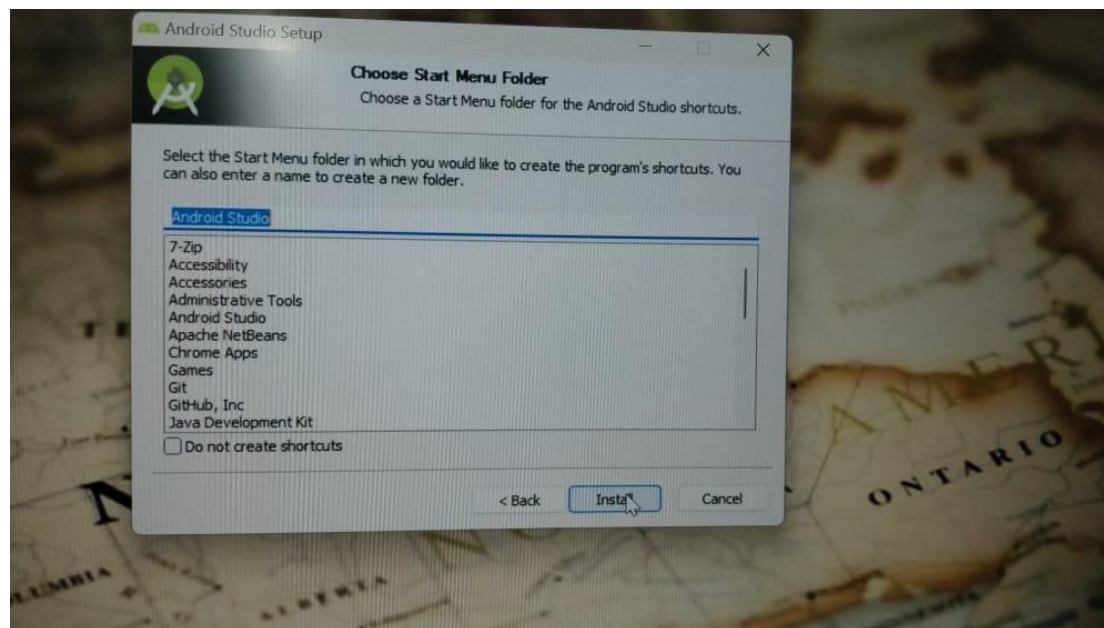 Android Studio Setup
Choose Start Menu Folder
Choose a Start Menu folder for the Android Studio shortcuts.
Select the Start Menu folder in which you would like to create the program's shortcuts. You
can also enter a name to create a new folder.
Android Studio
7-Zip
Accessibility
Accessories
Administrative Tools
Android Studio
Apache NetBeans
Chrome Apps
Games
Git
GitHub, Inc
Java Development Kit
Do not create shortcuts
< Back
Install
Cancel
ONTARIO
ALBERTA